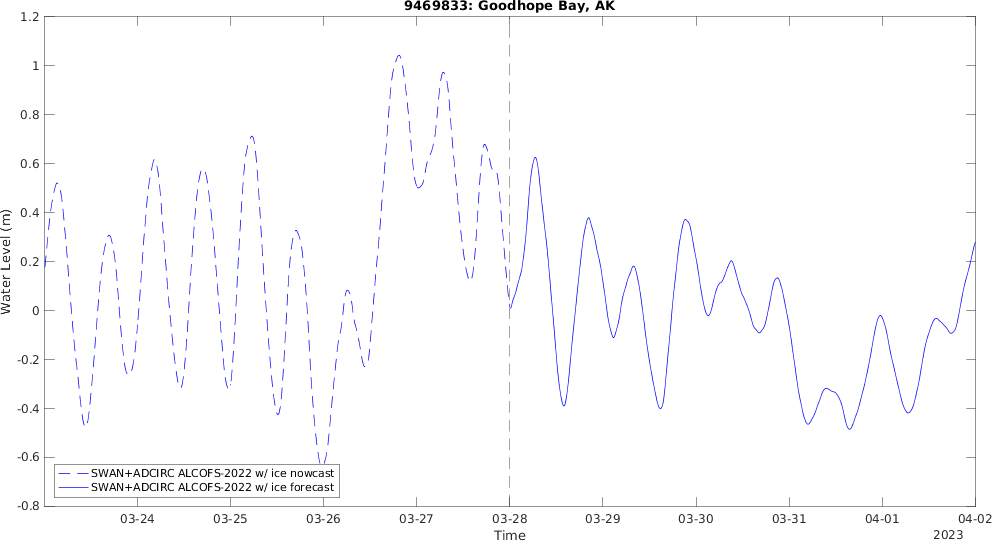 9469833: Goodhope Bay, AK
1.2
1
0.8
0.6
0.4
0.2
0
-0.2
-0.4
-0.6
-0.8
Water Level (m)
SWAN+ADCIRC ALCOFS-2022 w/ ice nowcast
SWAN+ADCIRC ALCOFS-2022 w/ ice forecast
03-24 03-25 03-26 03-27 03-28 03-29 03-30 03-31 04-01 04-02
Time
2023